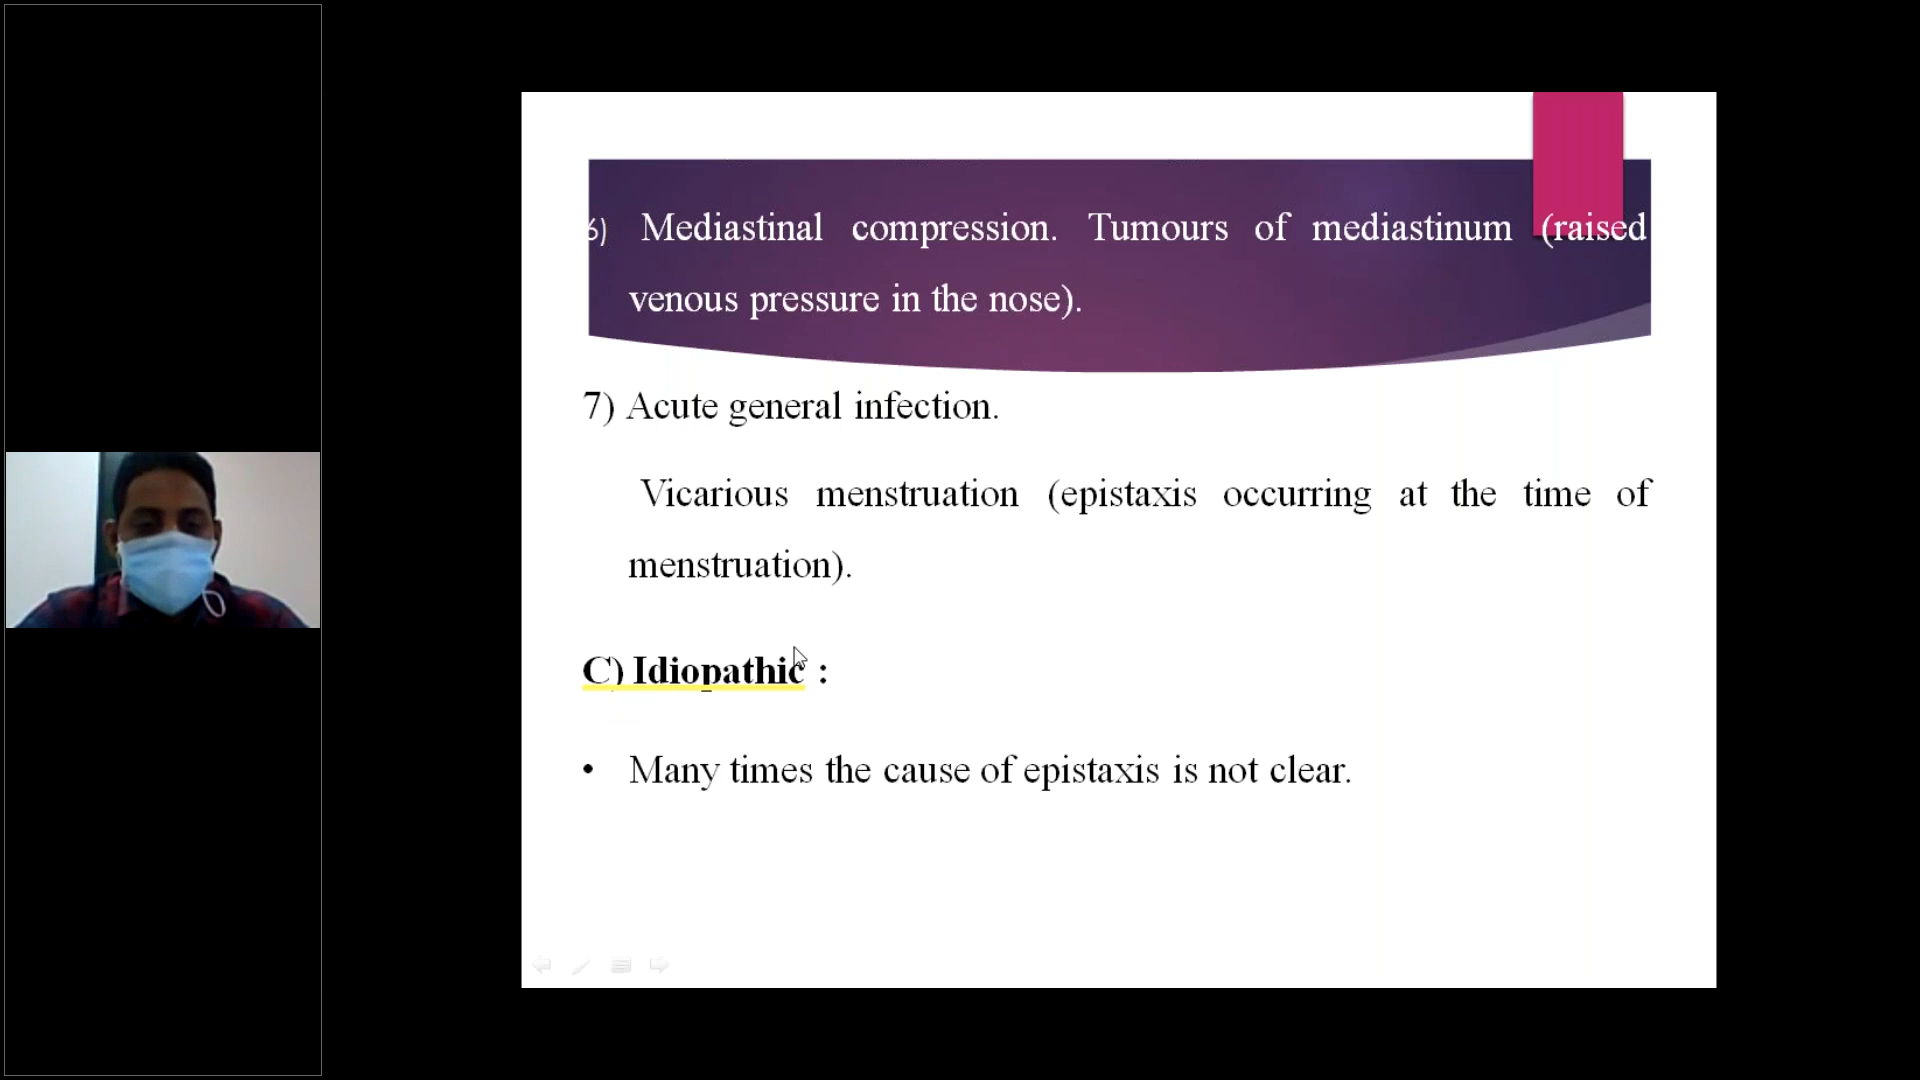 6) Mediastinal compression. Tumours of mediastinum (raised
venous pressure in the nose).
7) Acute general infection.
Vicarious menstruation (epistaxis occurring at the time of
menstruation).
C) Idiopathic :
• Many times the cause of epistaxis is not clear.